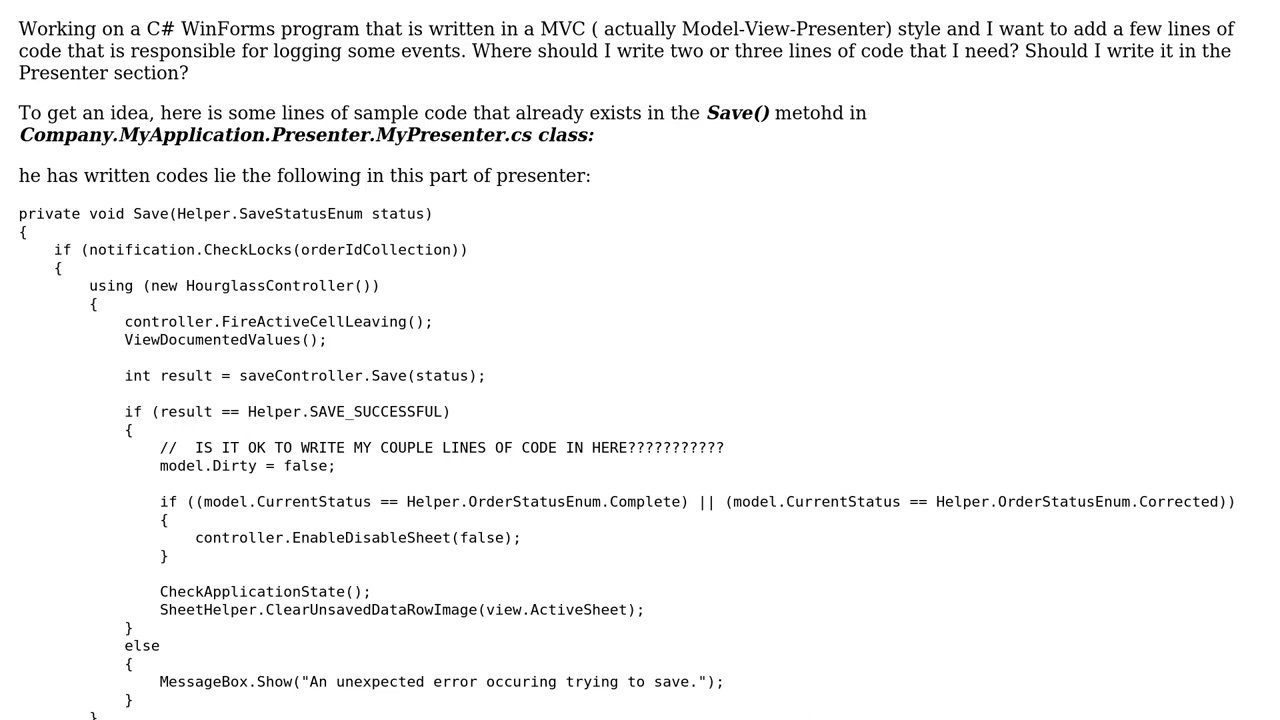 Working on a C# WinForms program that is written in a MVC ( actually Model-View-Presenter) style and I want to add a few lines of
code that is responsible for logging some events. Where should I write two or three lines of code that I need? Should I write it in the
Presenter section?
To get an idea, here is some lines of sample code that already exists in the Save() metohd in
Company.MyApplication.Presenter.MyPresenter.cs class:
he has written codes lie the following in this part of presenter:
private void Save(Helper.SaveStatusEnum status)
{
    if (notification.CheckLocks(orderIdCollection))
    {
        using (new HourglassController())
        {
            controller.FireActiveCellLeaving();
            ViewDocumentedValues();
            int result = saveController.Save(status);
            if (result == Helper.SAVE_SUCCESSFUL)
            {
                //  IS IT OK TO WRITE MY COUPLE LINES OF CODE IN HERE???????????
                model.Dirty = false;
                if ((model.CurrentStatus == Helper.OrderStatusEnum.Complete) || (model.CurrentStatus == Helper.OrderStatusEnum.Corrected))
                {
                    controller.EnableDisableSheet(false);
                }
                CheckApplicationState();
                SheetHelper.ClearUnsavedDataRowImage(view.ActiveSheet);
            }
            else
            {
                MessageBox.Show("An unexpected error occuring trying to save.");
            }
        }